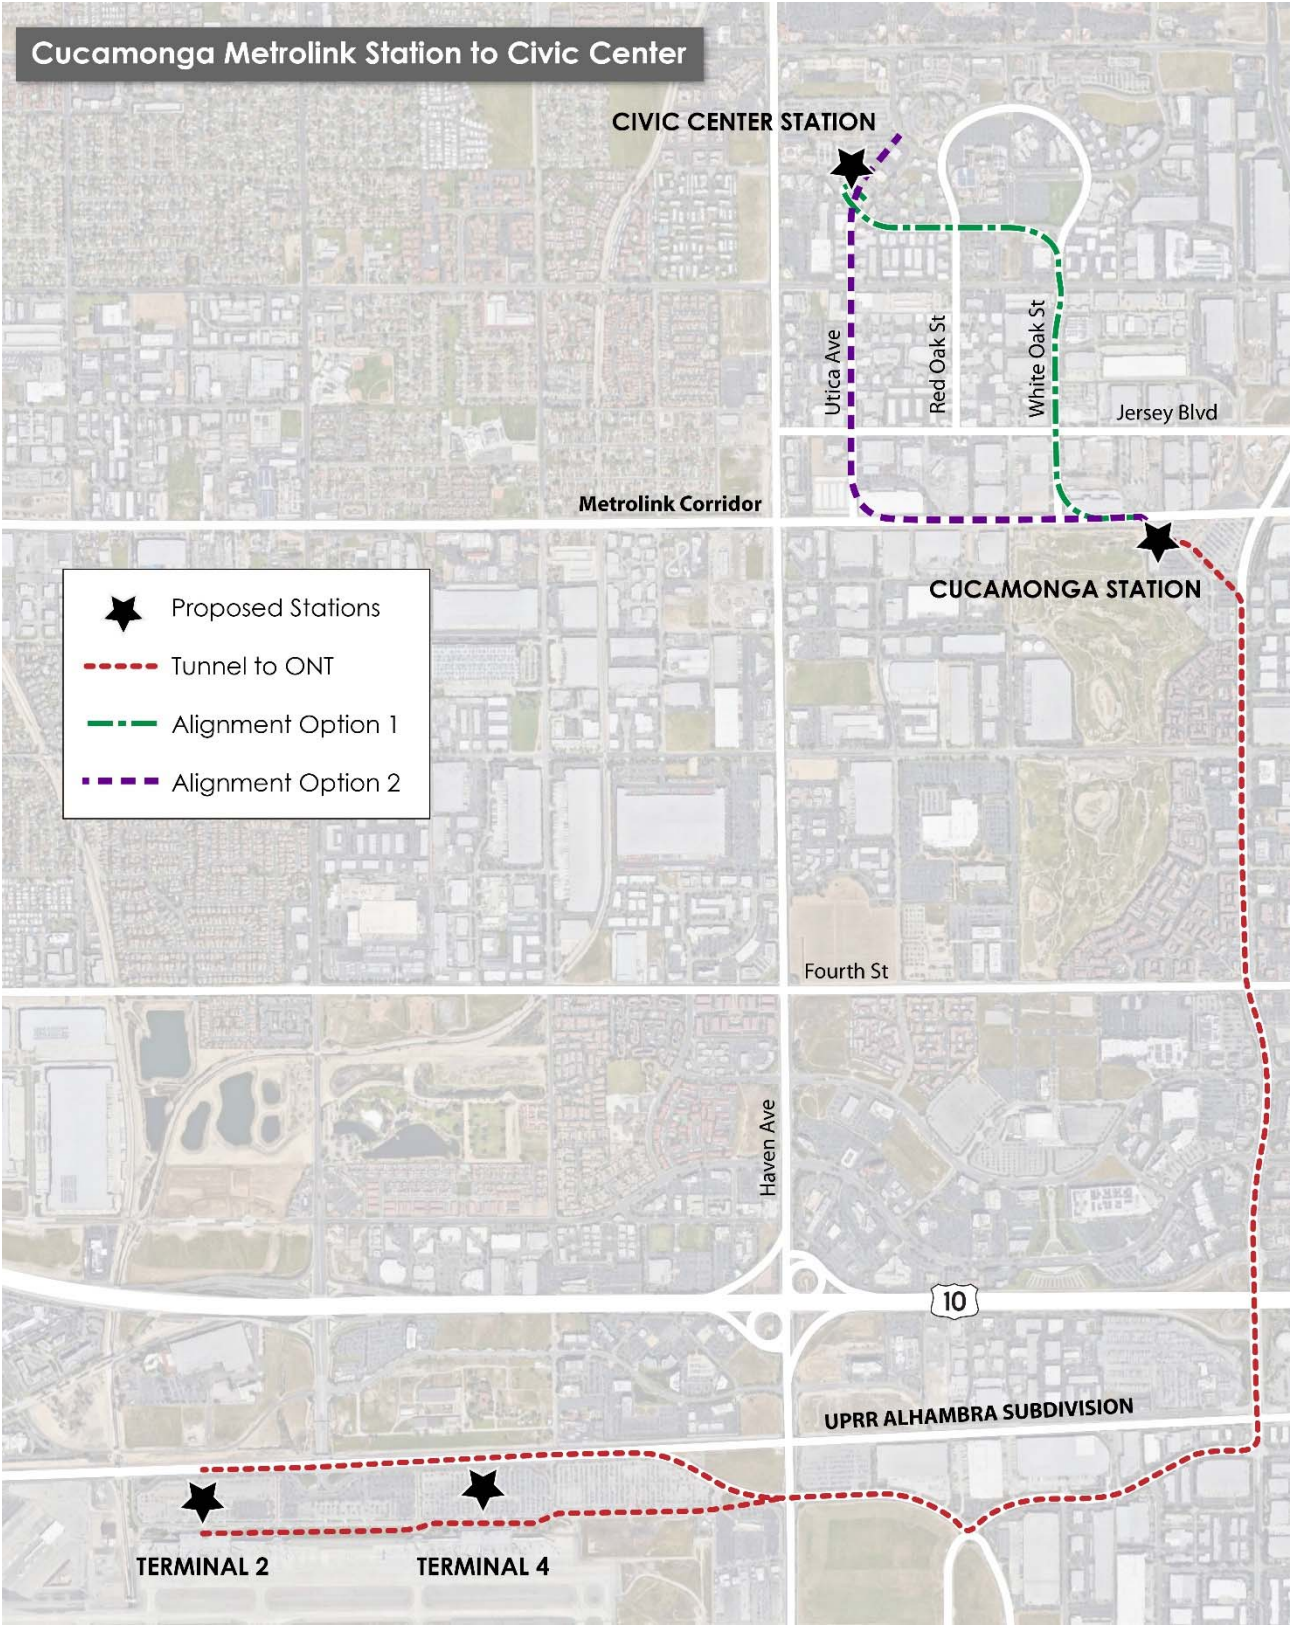 Cucamonga Metrolink Station to Civic Center
CIVIC CENTER STATION
Utica Ave
Red Oak St
White Oak St
Jersey Blvd
Metrolink Corridor
CUCAMONGA STATION
Proposed Stations
Tunnel to ONT
Alignment Option 1
Alignment Option 2
Fourth St
Haven Ave
10
UPRR ALHAMBRA SUBDIVISION
TERMINAL 2
TERMINAL 4